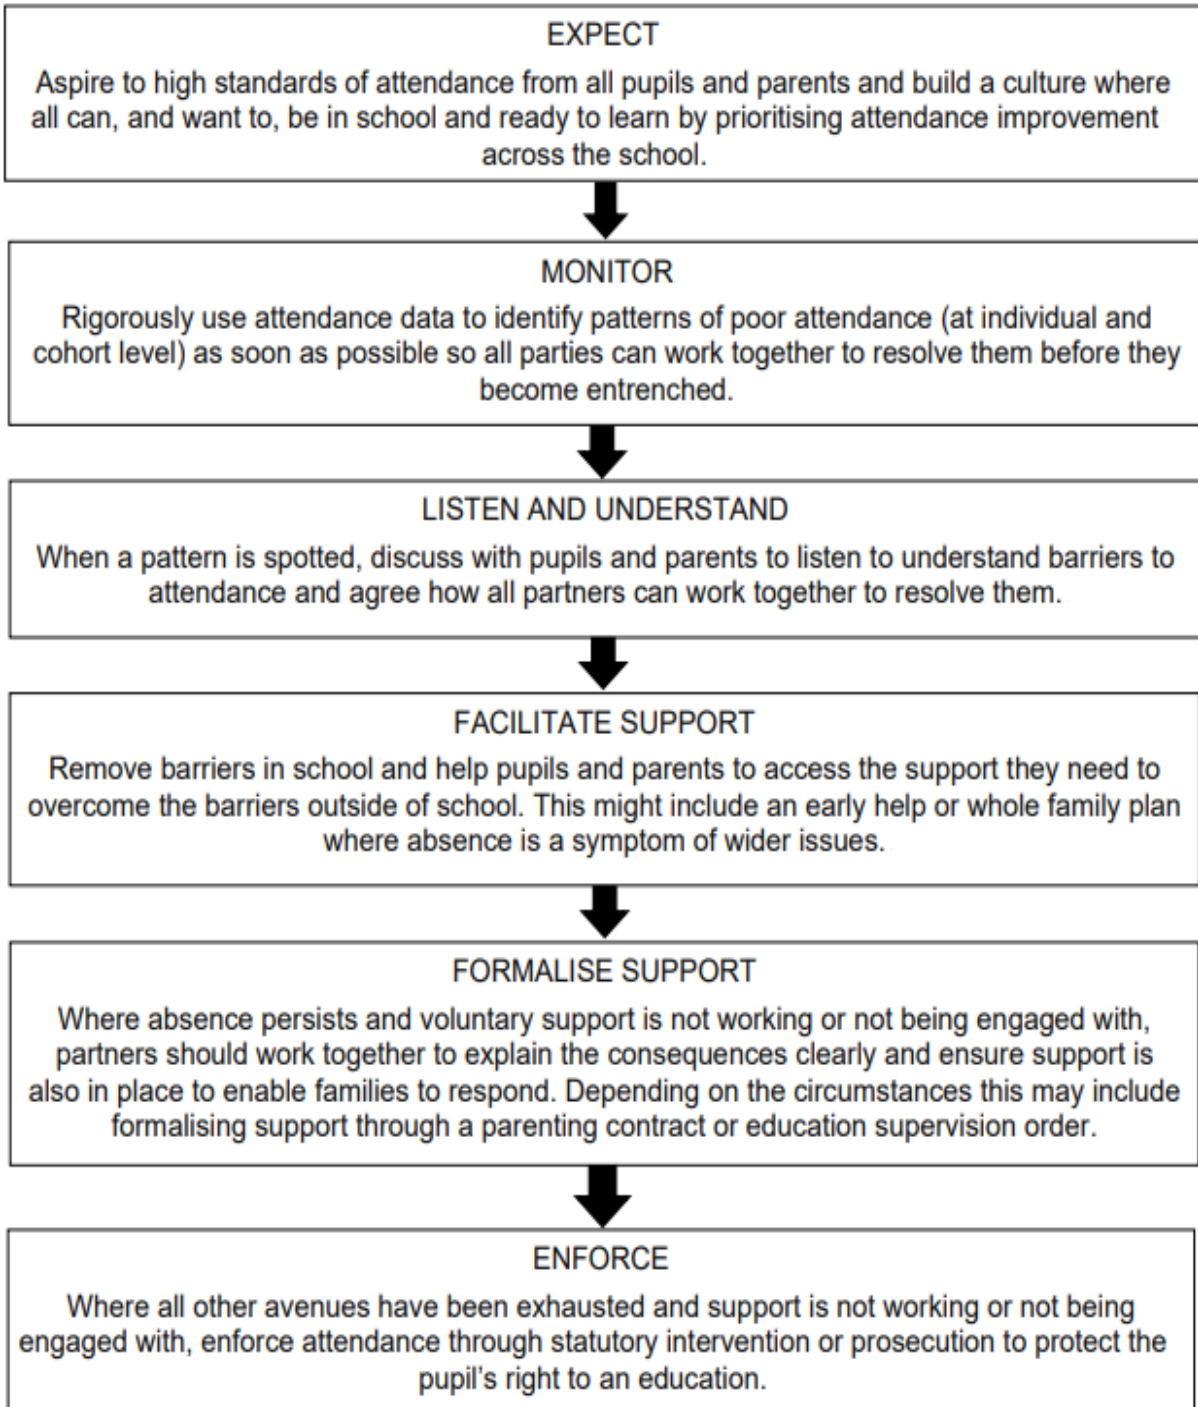 EXPECT
Aspire to high standards of attendance from all pupils and parents and build a culture where
all can, and want to, be in school and ready to learn by prioritising attendance improvement
across the school.
MONITOR
Rigorously use attendance data to identify patterns of poor attendance (at individual and
cohort level) as soon as possible so all parties can work together to resolve them before they
become entrenched.
LISTEN AND UNDERSTAND
When a pattern is spotted, discuss with pupils and parents to listen to understand barriers to
attendance and agree how all partners can work together to resolve them.
FACILITATE SUPPORT
Remove barriers in school and help pupils and parents to access the support they need to
overcome the barriers outside of school. This might include an early help or whole family plan
where absence is a symptom of wider issues.
FORMALISE SUPPORT
Where absence persists and voluntary support is not working or not being engaged with,
partners should work together to explain the consequences clearly and ensure support is
also in place to enable families to respond. Depending on the circumstances this may include
formalising support through a parenting contract or education supervision order.
ENFORCE
Where all other avenues have been exhausted and support is not working or not being
engaged with, enforce attendance through statutory intervention or prosecution to protect the
pupil's right to an education.